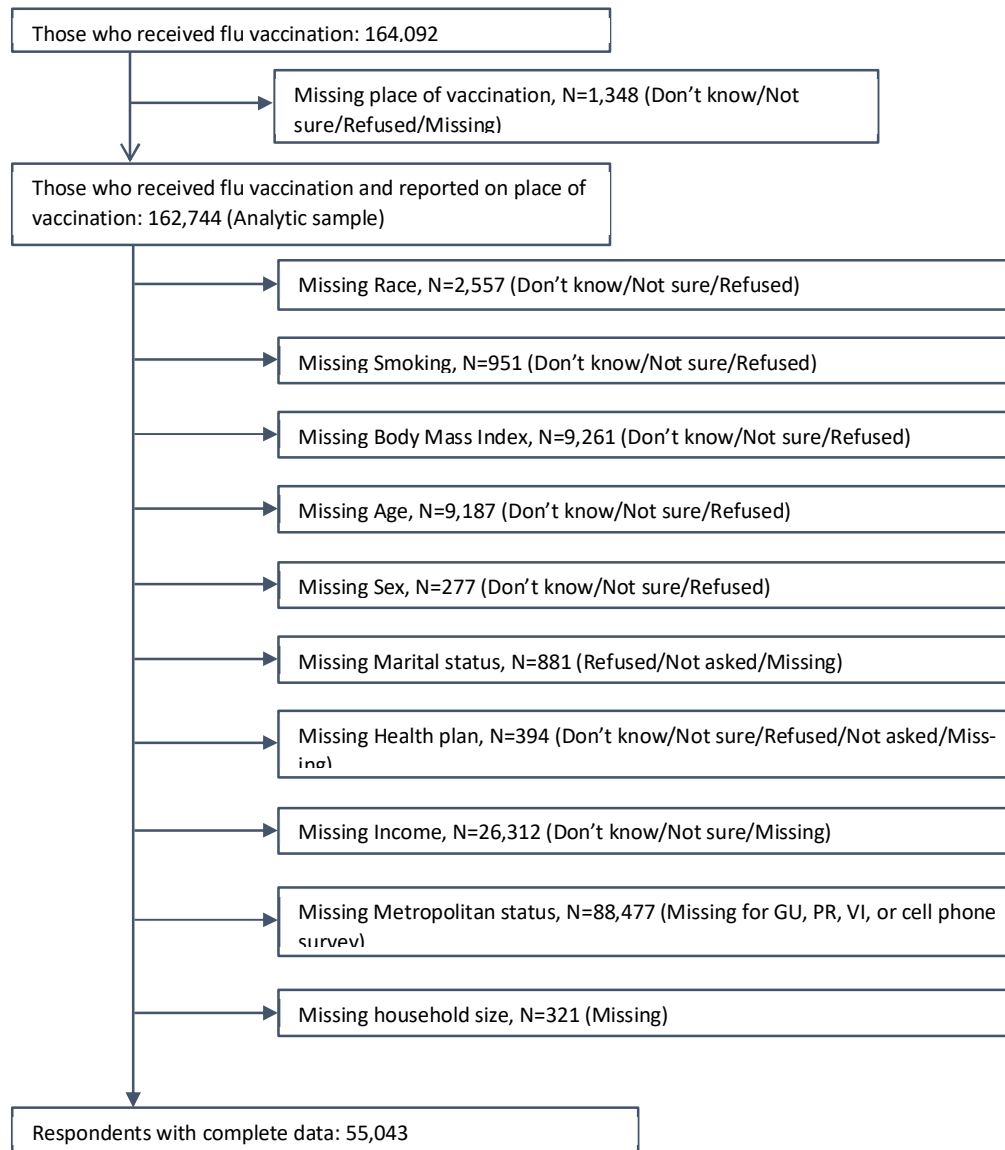 Those who received flu vaccination: 164,092
Missing place of vaccination, N=1,348 (Don’t know/Not
sure/Refused/Missing)
Those who received flu vaccination and reported on place of
vaccination: 162,744 (Analytic sample)
Missing Race, N=2,557 (Don’t know/Not sure/Refused)
Missing Smoking, N=951 (Don’t know/Not sure/Refused)
Missing Body Mass Index, N=9,261 (Don’t know/Not sure/Refused)
Missing Age, N=9,187 (Don’t know/Not sure/Refused)
Missing Sex, N=277 (Don’t know/Not sure/Refused)
Missing Marital status, N=881 (Refused/Not asked/Missing)
Missing Health plan, N=394 (Don’t know/Not sure/Refused/Not asked/Miss-
ing)
Missing Income, N=26,312 (Don’t know/Not sure/Missing)
Missing Metropolitan status, N=88,477 (Missing for GU, PR, VI, or cell phone
survey)
Missing household size, N=321 (Missing)
Respondents with complete data: 55,043